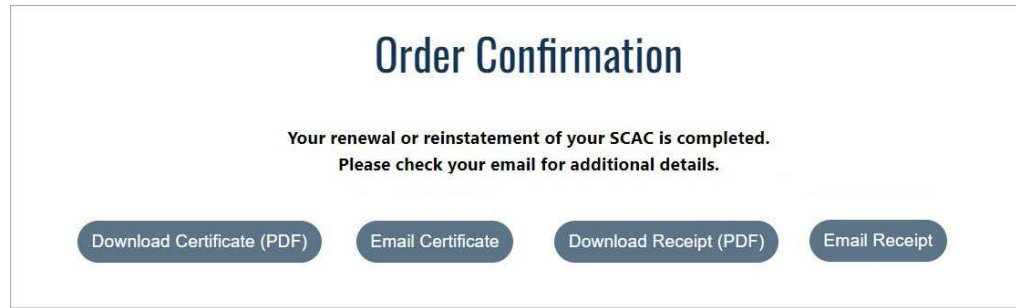 Order Confirmation
Your renewal or reinstatement of your SCAC is completed.
Please check your email for additional details.
Download Certificate (PDF)
Email Certificate
Download Receipt (PDF)
Email Receipt